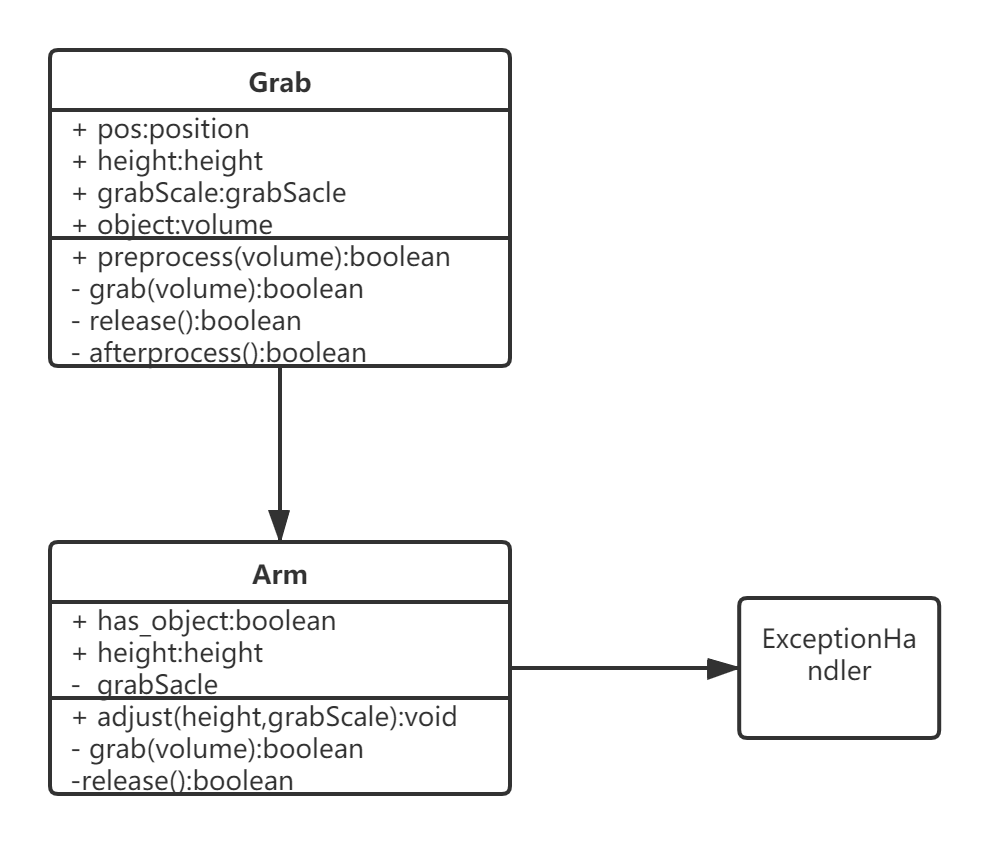 Grab
+ pos:position
+ height:height
+ grabScale:grabSacle
+ object:volume
+ preprocess(volume):boolean
- grab(volume):boolean
- release():boolean
- afterprocess():boolean
Arm
+ has_object:boolean
+ height:height
- grabSacle
+ adjust(height,grabScale):void
- grab(volume):boolean
-release():boolean
ExceptionHa
ndler